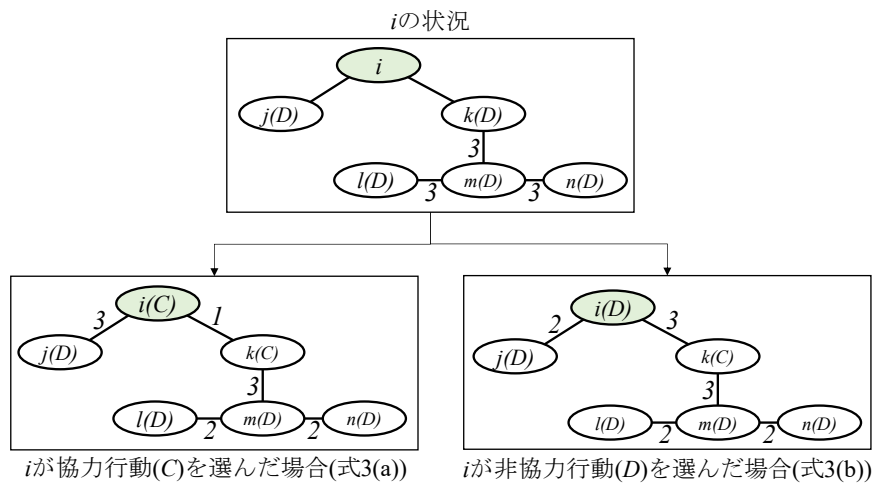 iの状況
i
j(D)
k(D)
3
l(D)
3
m(D)
3
n(D)
i(C)
3
1
j(D)
k(C)
3
l(D)
2
m(D)
2
n(D)
iが協力行動(C)を選んだ場合(式3(a))
i(D)
2
3
j(D)
k(C)
3
l(D)
2
m(D)
2
n(D)
iが非協力行動(D)を選んだ場合(式3(b))